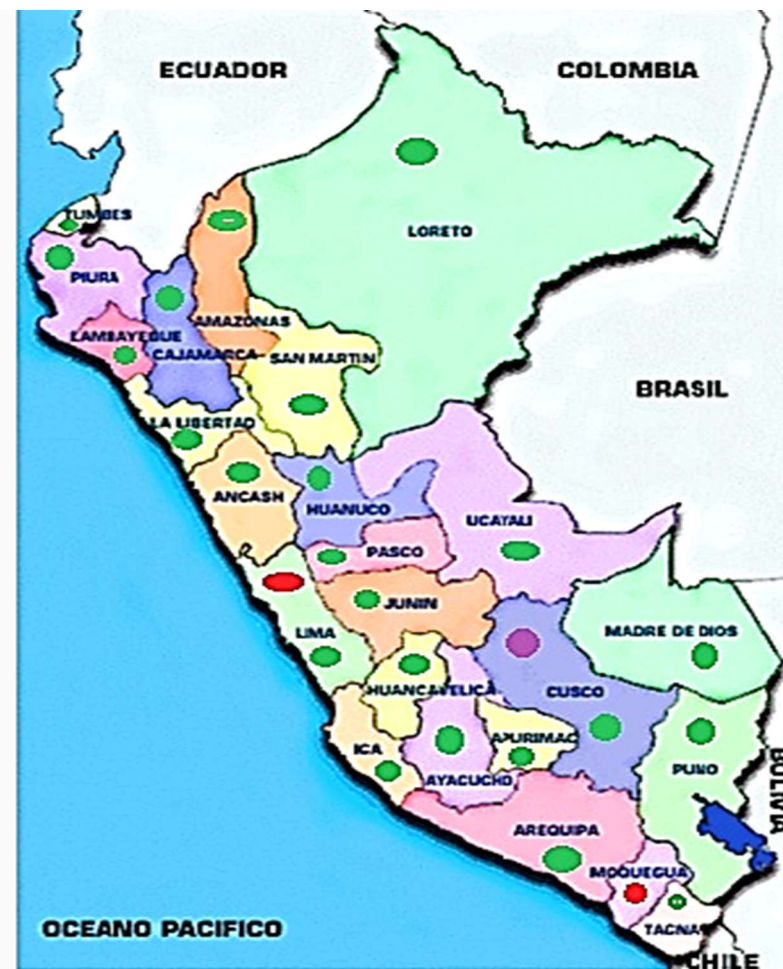 ECUADOR
COLOMBIA
TUMBES
LORETO
PIURA
AMAZONAS
LAMBAYEQUE
CAJAMARCA
SAN MARTIN
BRASIL
LA LIBERTAD
ANCASH
HUANUCO
UCAYALI
PASCO
JUNIN
LIMA
MADRE DE DIOS
HUANCAVELICA
CUSCO
APURIMAC
ICA
AYACUCHO
PUNO
BOLIVIA
AREQUIPA
MOQUEGUA
OCEANO PACIFICO
TACNA
CHILE